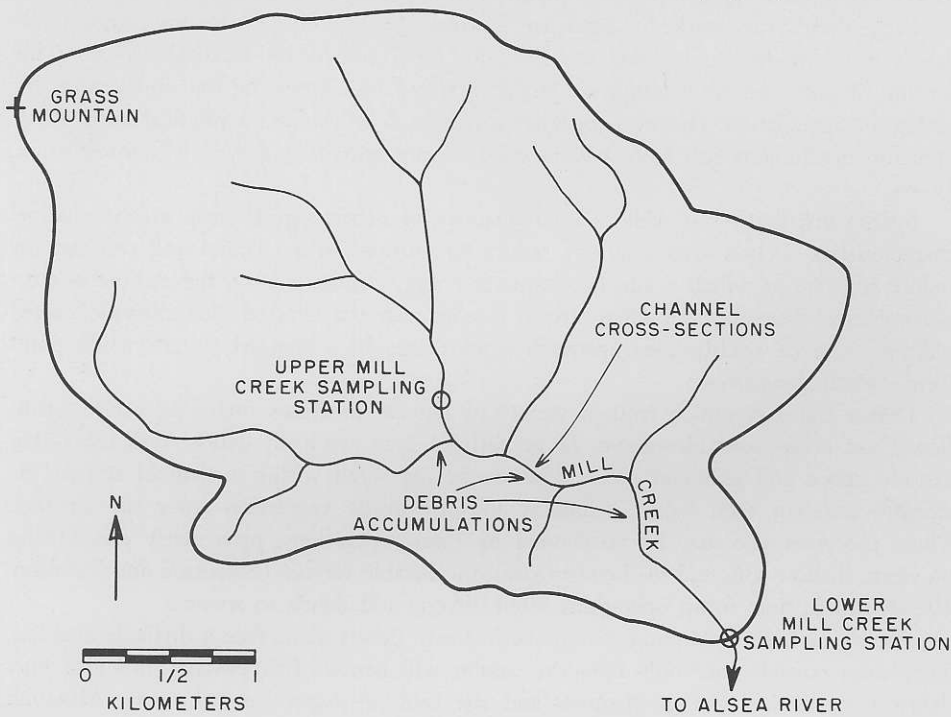 GRASS
MOUNTAIN
CHANNEL
CROSS-SECTIONS
UPPER MILL
CREEK SAMPLING
STATION
MILL
CREEK
DEBRIS
ACCUMULATIONS
N
LOWER
MILL CREEK
SAMPLING STATION
0 1/2 1
KILOMETERS
TO ALSEA RIVER